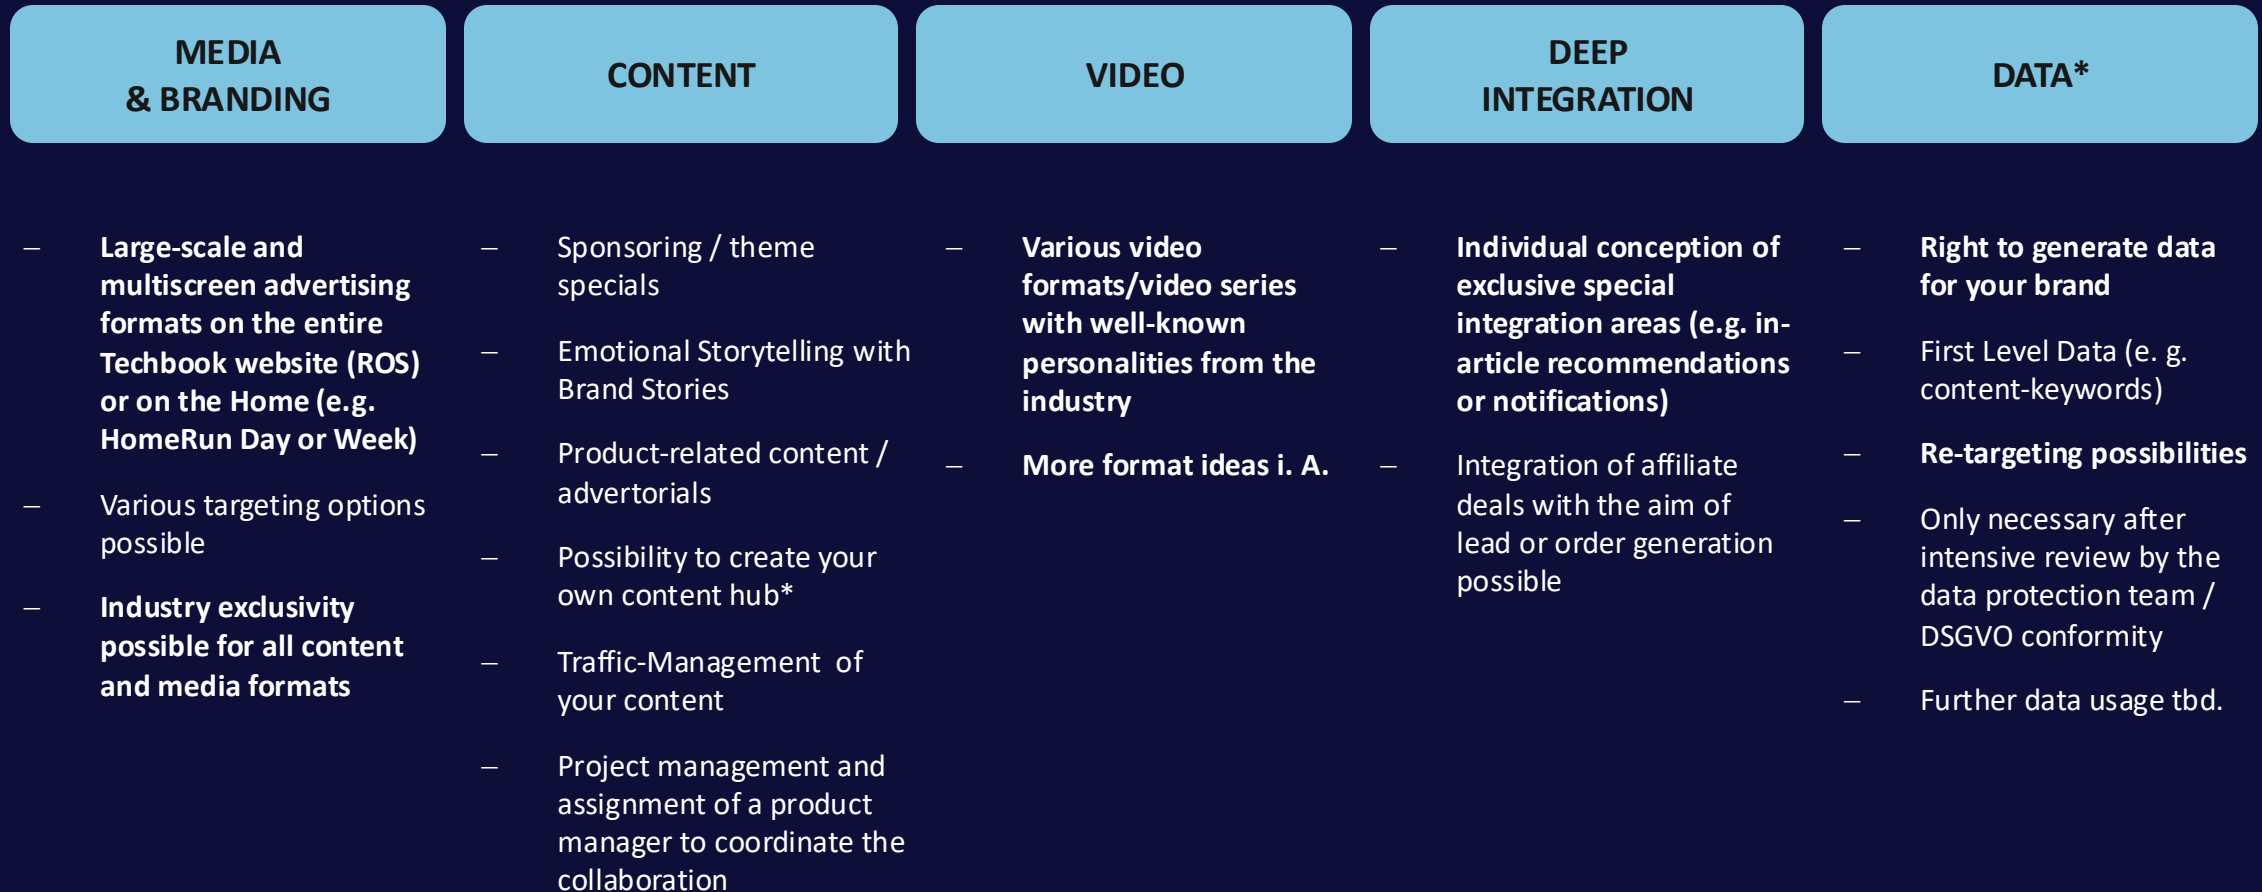 MEDIA
& BRANDING
– Large-scale and
multiscreen advertising
formats on the entire
Techbook website (ROS)
or on the Home (e.g.
HomeRun Day or Week)
– Various targeting options
possible
– Industry exclusivity
possible for all content
and media formats
CONTENT
– Sponsoring / theme
specials
– Emotional Storytelling with
Brand Stories
– Product-related content /
advertorials
– Possibility to create your
own content hub*
– Traffic-Management of
your content
– Project management and
assignment of a product
manager to coordinate the
collaboration
VIDEO
– Various video
formats/video series
with well-known
personalities from the
industry
– More format ideas i. A.
DEEP
INTEGRATION
– Individual conception of
exclusive special
integration areas (e.g. in-
article recommendations
or notifications)
– Integration of affiliate
deals with the aim of
lead or order generation
possible
DATA*
– Right to generate data
for your brand
– First Level Data (e. g.
content-keywords)
– Re-targeting possibilities
– Only necessary after
intensive review by the
data protection team /
DSGVO conformity
– Further data usage tbd.